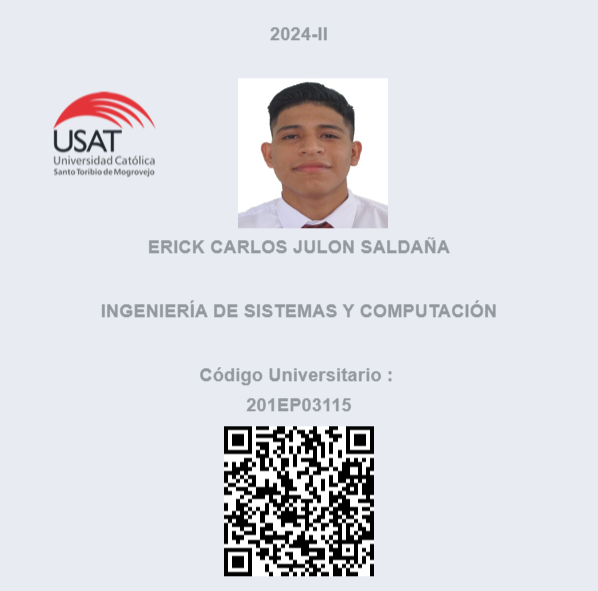 2024-II
USAT
Universidad Católica
Santo Toribio de Mogrovejo
ERICK CARLOS JULON SALDAÑA
INGENIERÍA DE SISTEMAS Y COMPUTACIÓN
Código Universitario :
201EP03115